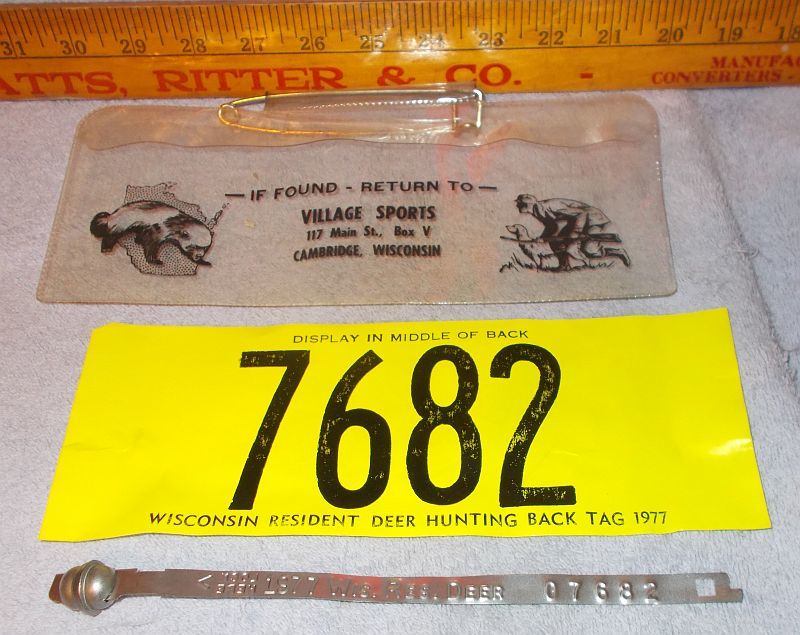 31 30 29 28 27 26 25 24 23 22 21 20 19 18
ATTS, RITTER & CO. - MANUFAC
CONVERTERS -
— IF FOUND - RETURN TO —
VILLAGE SPORTS
117 Main St., Box V
CAMBRIDGE, WISCONSIN
DISPLAY IN MIDDLE OF BACK
7682
WISCONSIN RESIDENT DEER HUNTING BACK TAG 1977
1977 WIS. RES. DEER 07682